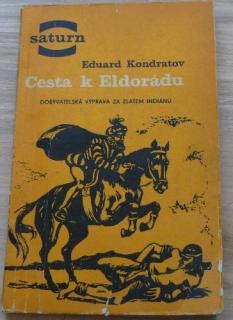 saturn
Eduard Kondratov
Cesta k Eldorádu
DOBYVATELSKÁ VÝPRAVA ZA ZLATEM INDIÁNŮ